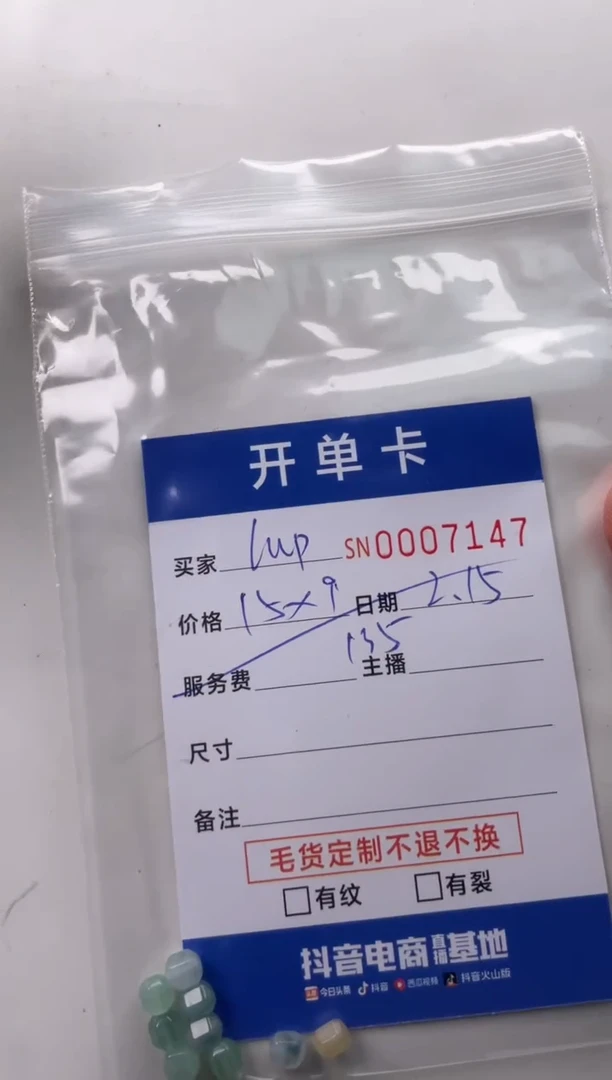 开单卡
买家 lup SN0007147
价格 15×9 日期 2.15
135
服务费 主播
尺寸
备注
毛货定制不退不换
有纹 有裂
抖音电商直播基地
今日头条 抖音 西瓜视频 抖音火山版